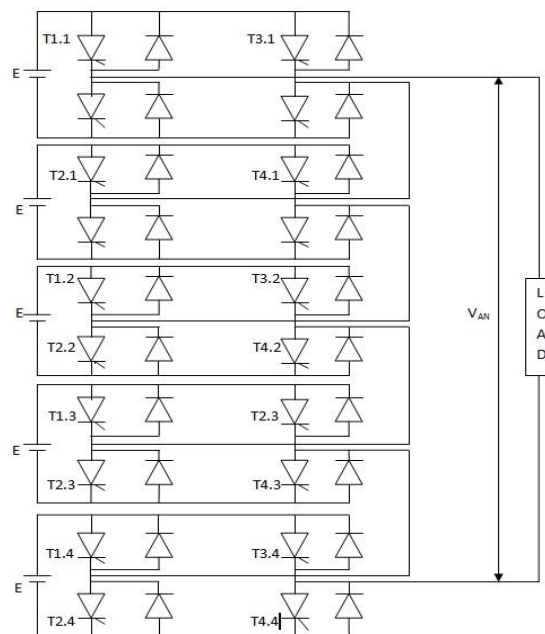 T1.1 T3.1
E
T2.1 T4.1
E
T1.2 T3.2
E
T2.2 T4.2
V_AN
L
O
A
D
T1.3 T2.3
E
T2.3 T4.3
T1.4 T3.4
E
T2.4 T4.4